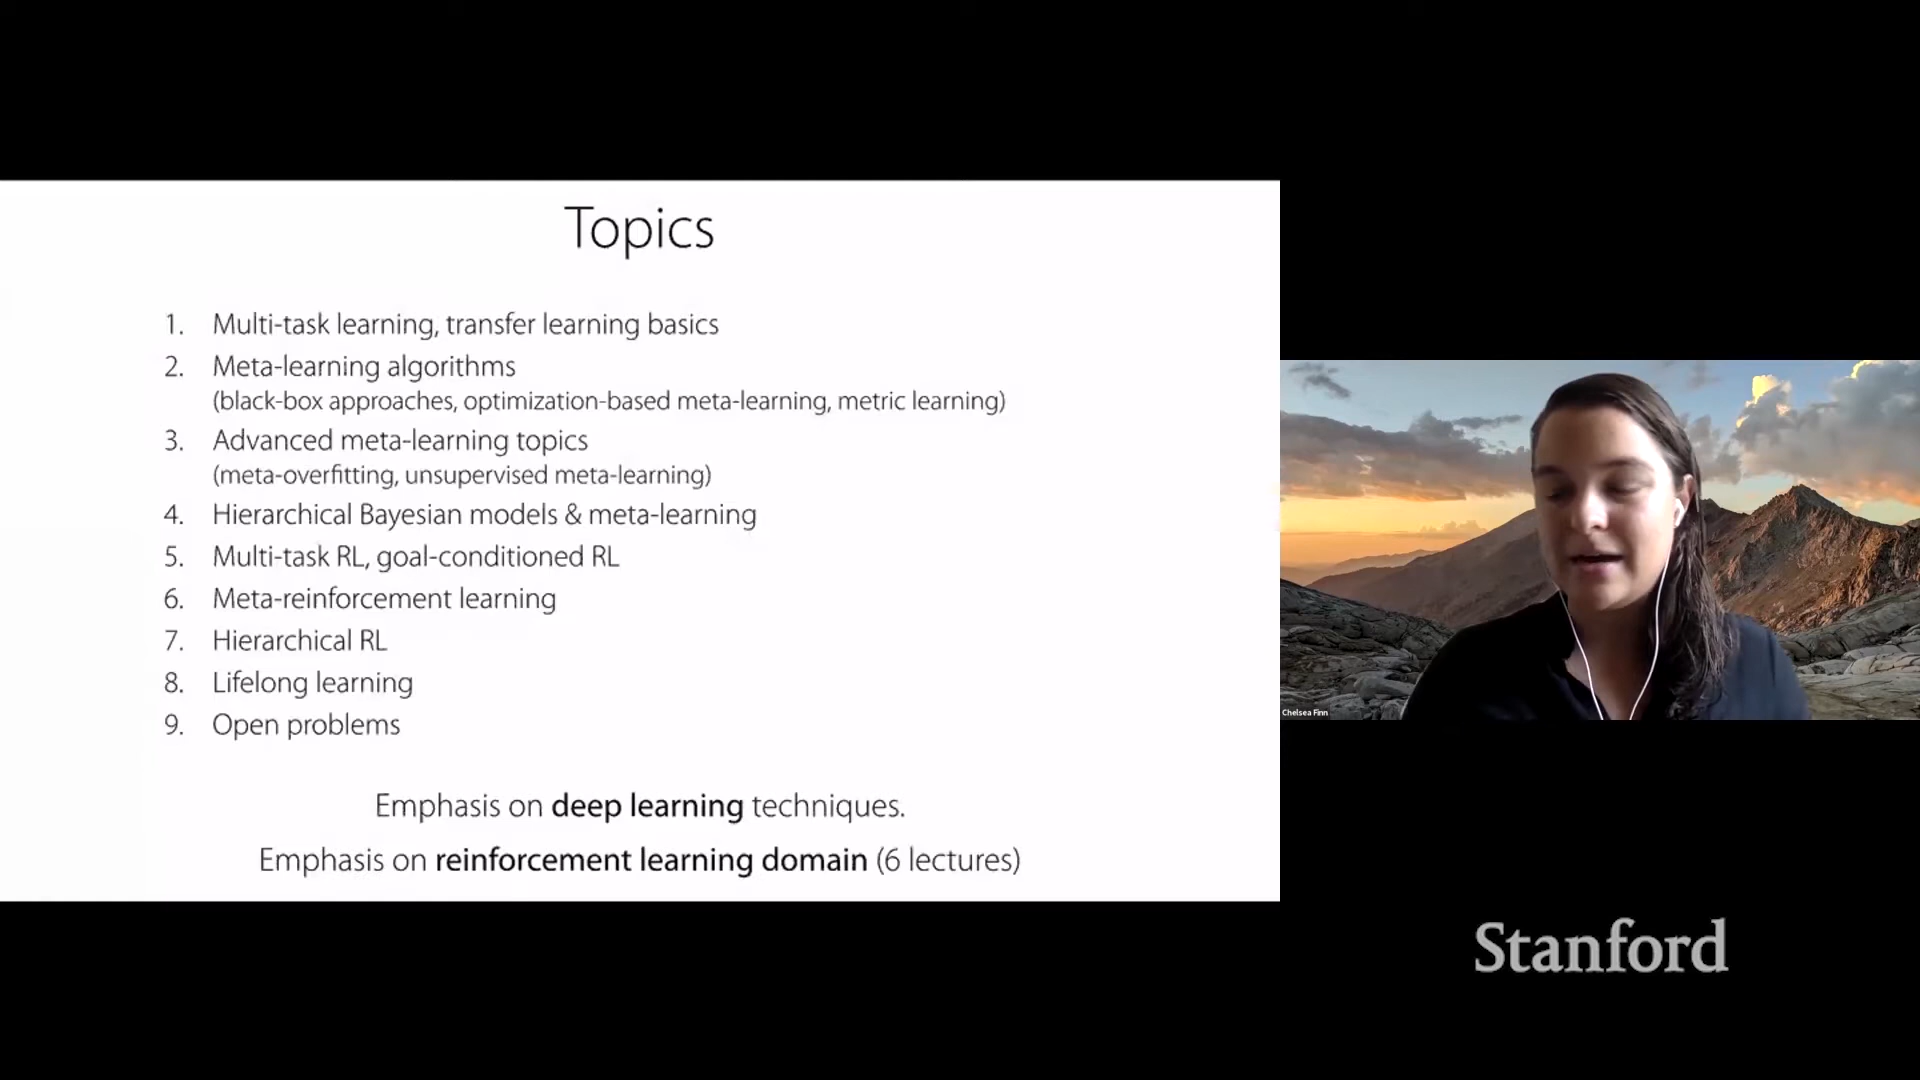 Topics
1. Multi-task learning, transfer learning basics
2. Meta-learning algorithms
(black-box approaches, optimization-based meta-learning, metric learning)
3. Advanced meta-learning topics
(meta-overfitting, unsupervised meta-learning)
4. Hierarchical Bayesian models & meta-learning
5. Multi-task RL, goal-conditioned RL
6. Meta-reinforcement learning
7. Hierarchical RL
8. Lifelong learning
9. Open problems
Emphasis on deep learning techniques.
Emphasis on reinforcement learning domain (6 lectures)
Chelsea Finn
Stanford